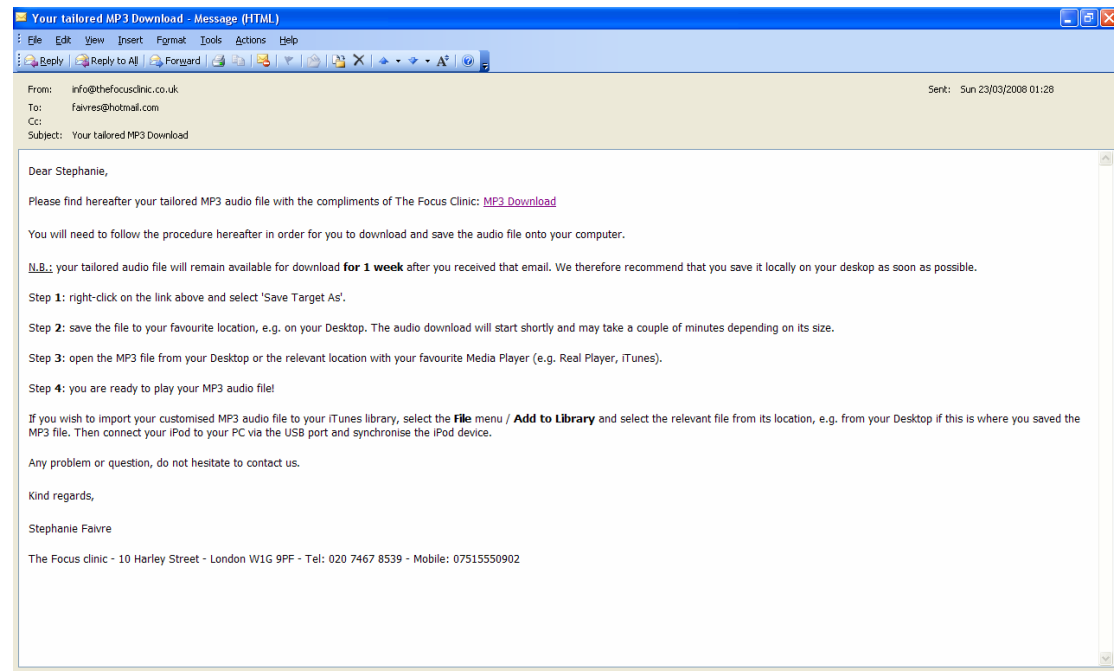 Your tailored MP3 Download - Message (HTML)
File Edit View Insert Format Tools Actions Help
Reply Reply to All Forward
From: info@thefocusclinic.co.uk Sent: Sun 23/03/2008 01:28
To: faivres@hotmail.com
Cc:
Subject: Your tailored MP3 Download
Dear Stephanie,
Please find hereafter your tailored MP3 audio file with the compliments of The Focus Clinic: MP3 Download
You will need to follow the procedure hereafter in order for you to download and save the audio file onto your computer.
N.B.: your tailored audio file will remain available for download for 1 week after you received that email. We therefore recommend that you save it locally on your deskop as soon as possible.
Step 1: right-click on the link above and select 'Save Target As'.
Step 2: save the file to your favourite location, e.g. on your Desktop. The audio download will start shortly and may take a couple of minutes depending on its size.
Step 3: open the MP3 file from your Desktop or the relevant location with your favourite Media Player (e.g. Real Player, iTunes).
Step 4: you are ready to play your MP3 audio file!
If you wish to import your customised MP3 audio file to your iTunes library, select the File menu / Add to Library and select the relevant file from its location, e.g. from your Desktop if this is where you saved the
MP3 file. Then connect your iPod to your PC via the USB port and synchronise the iPod device.
Any problem or question, do not hesitate to contact us.
Kind regards,
Stephanie Faivre
The Focus clinic - 10 Harley Street - London W1G 9PF - Tel: 020 7467 8539 - Mobile: 07515550902